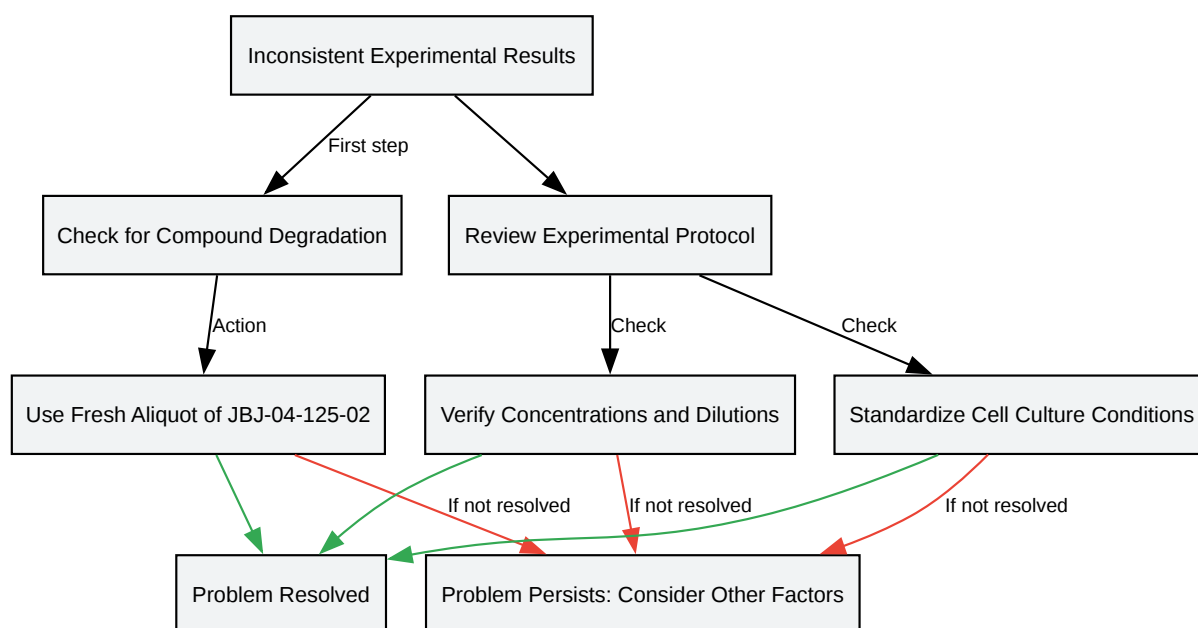 Inconsistent Experimental Results
First step
Check for Compound Degradation
Review Experimental Protocol
Action
Check
Check
Use Fresh Aliquot of JBJ-04-125-02
Verify Concentrations and Dilutions
Standardize Cell Culture Conditions
If not resolved
If not resolved
If not resolved
Problem Resolved
Problem Persists: Consider Other Factors